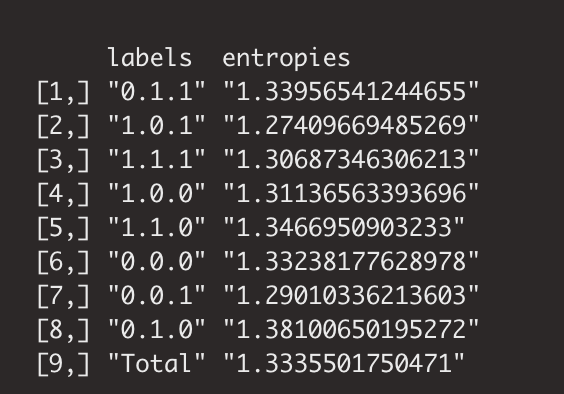 labels entropies
[1,] "0.1.1" "1.33956541244655"
[2,] "1.0.1" "1.27409669485269"
[3,] "1.1.1" "1.30687346306213"
[4,] "1.0.0" "1.31136563393696"
[5,] "1.1.0" "1.3466950903233"
[6,] "0.0.0" "1.33238177628978"
[7,] "0.0.1" "1.29010336213603"
[8,] "0.1.0" "1.38100650195272"
[9,] "Total" "1.3335501750471"